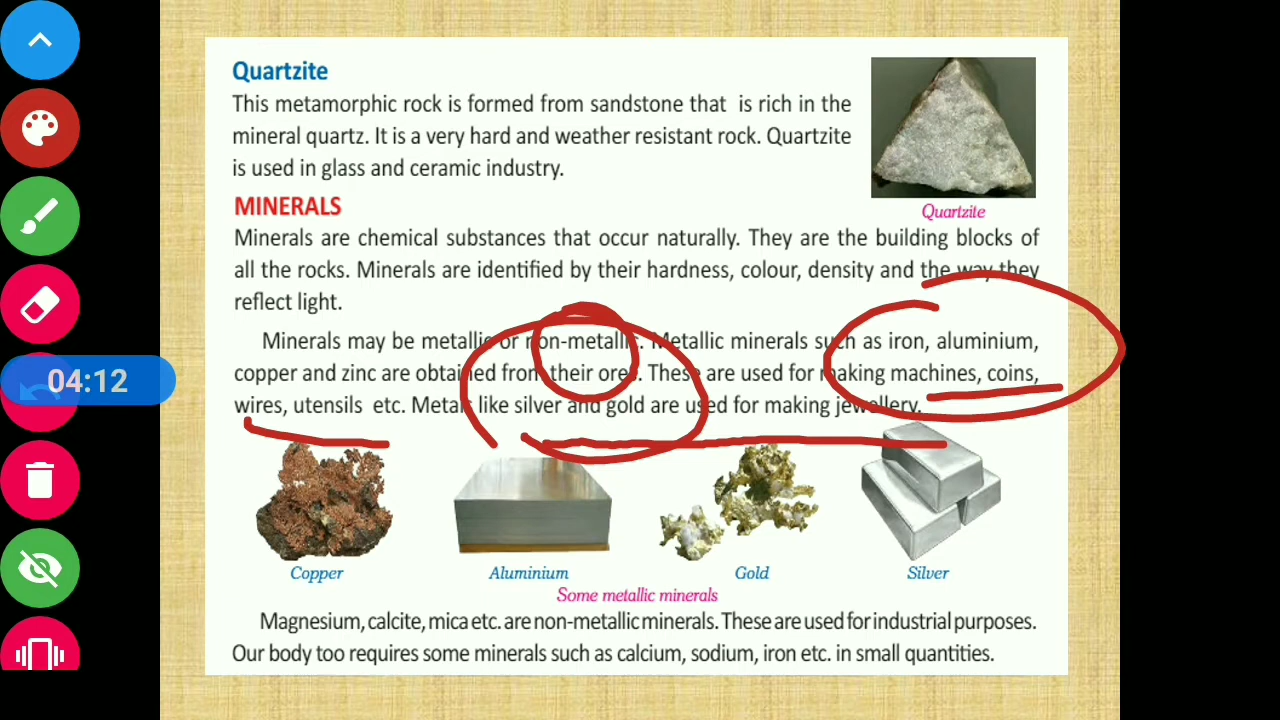 Quartzite
This metamorphic rock is formed from sandstone that is rich in the
mineral quartz. It is a very hard and weather resistant rock. Quartzite
is used in glass and ceramic industry.
Quartzite
MINERALS
Minerals are chemical substances that occur naturally. They are the building blocks of
all the rocks. Minerals are identified by their hardness, colour, density and the way they
reflect light.
Minerals may be metallic or non-metallic. Metallic minerals such as iron, aluminium,
copper and zinc are obtained from their ores. These are used for making machines, coins,
wires, utensils etc. Metals like silver and gold are used for making jewellery.
04:12
Copper
Aluminium
Gold
Silver
Some metallic minerals
Magnesium, calcite, mica etc. are non-metallic minerals. These are used for industrial purposes.
Our body too requires some minerals such as calcium, sodium, iron etc. in small quantities.